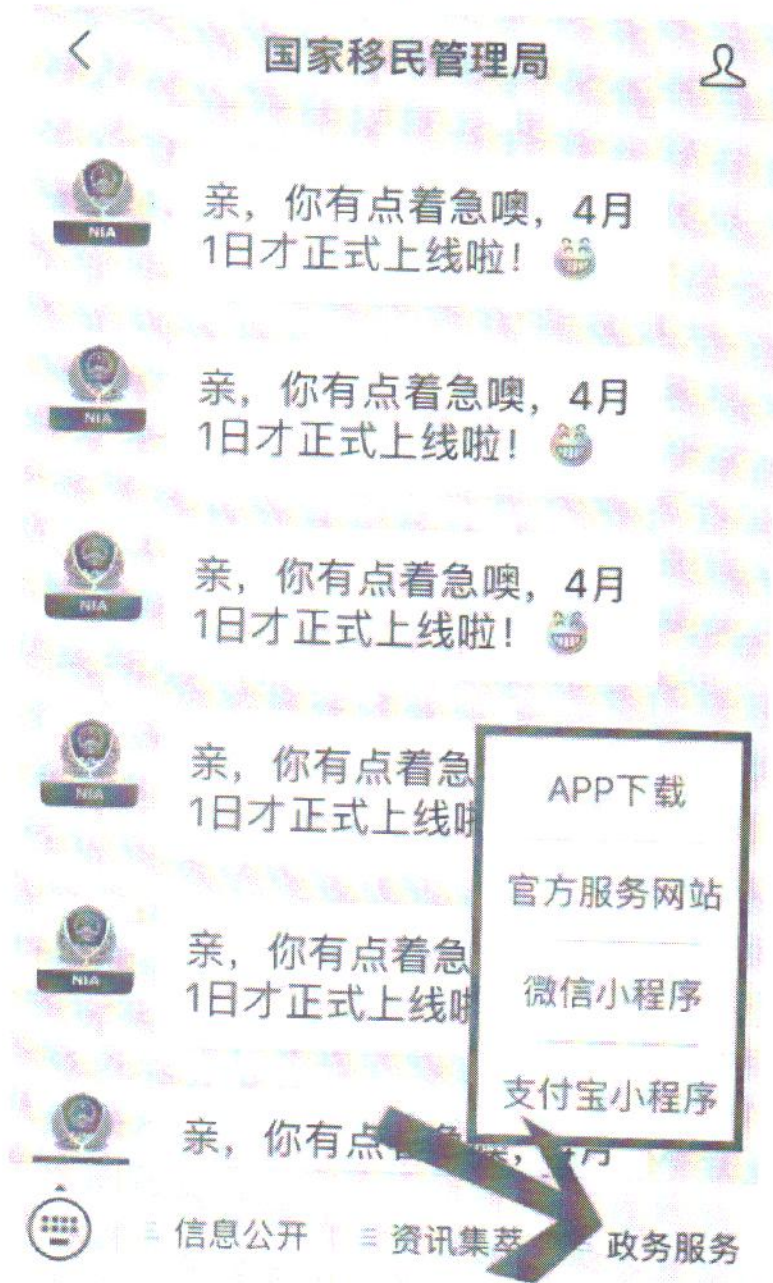 国家移民管理局
NIA
亲，你有点着急噢，4月
1日才正式上线啦！
NIA
亲，你有点着急噢，4月
1日才正式上线啦！
NIA
亲，你有点着急噢，4月
1日才正式上线啦！
NIA
亲，你有点着急
1日才正式上线
NIA
亲，你有点着急
1日才正式上线
亲，你有点
月
APP下载
官方服务网站
微信小程序
支付宝小程序
信息公开
资讯集萃
政务服务